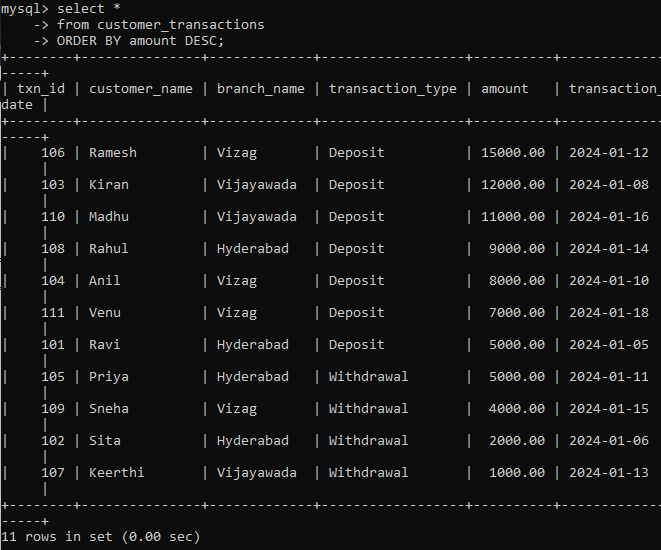 mysql> select *
    -> from customer_transactions
    -> ORDER BY amount DESC;
+--------+---------------+-------------+------------------+----------+------------
-----+
| txn_id | customer_name | branch_name | transaction_type | amount   | transaction_
date |
+--------+---------------+-------------+------------------+----------+------------
-----+
|    106 | Ramesh        | Vizag       | Deposit          | 15000.00 | 2024-01-12
     |
|    103 | Kiran         | Vijayawada  | Deposit          | 12000.00 | 2024-01-08
     |
|    110 | Madhu         | Vijayawada  | Deposit          | 11000.00 | 2024-01-16
     |
|    108 | Rahul         | Hyderabad   | Deposit          |  9000.00 | 2024-01-14
     |
|    104 | Anil          | Vizag       | Deposit          |  8000.00 | 2024-01-10
     |
|    111 | Venu          | Vizag       | Deposit          |  7000.00 | 2024-01-18
     |
|    101 | Ravi          | Hyderabad   | Deposit          |  5000.00 | 2024-01-05
     |
|    105 | Priya         | Hyderabad   | Withdrawal       |  5000.00 | 2024-01-11
     |
|    109 | Sneha         | Vizag       | Withdrawal       |  4000.00 | 2024-01-15
     |
|    102 | Sita          | Hyderabad   | Withdrawal       |  2000.00 | 2024-01-06
     |
|    107 | Keerthi       | Vijayawada  | Withdrawal       |  1000.00 | 2024-01-13
     |
+--------+---------------+-------------+------------------+----------+------------
-----+
11 rows in set (0.00 sec)